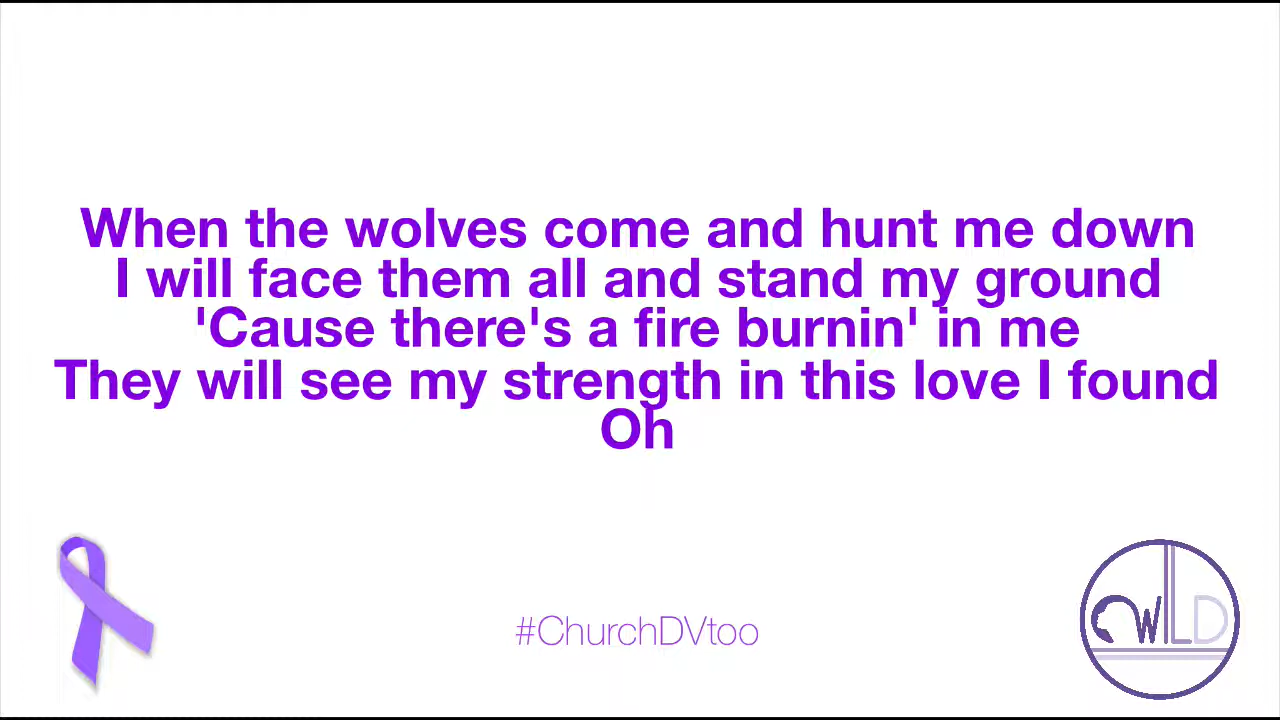 When the wolves come and hunt me down
I will face them all and stand my ground
'Cause there's a fire burnin' in me
They will see my strength in this love I found
Oh
#ChurchDVtoo
CWILD